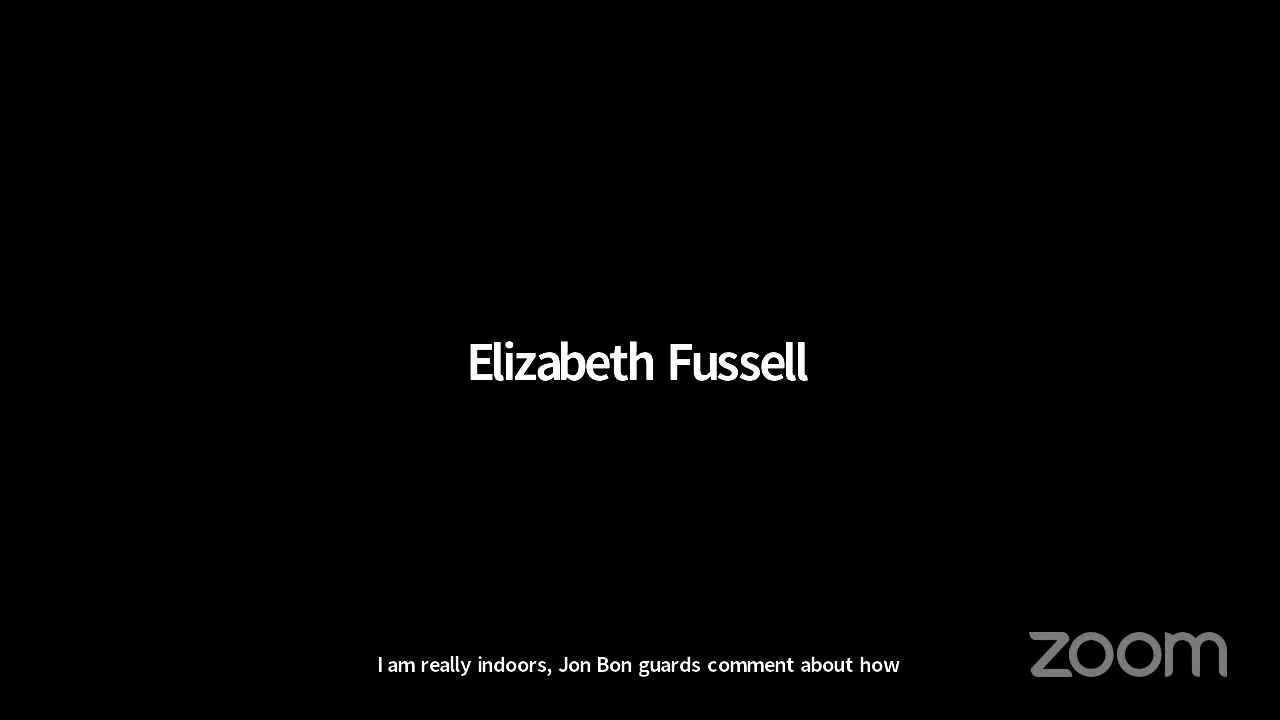 Elizabeth Fussell
I am really indoors, Jon Bon guards comment about how
zoom